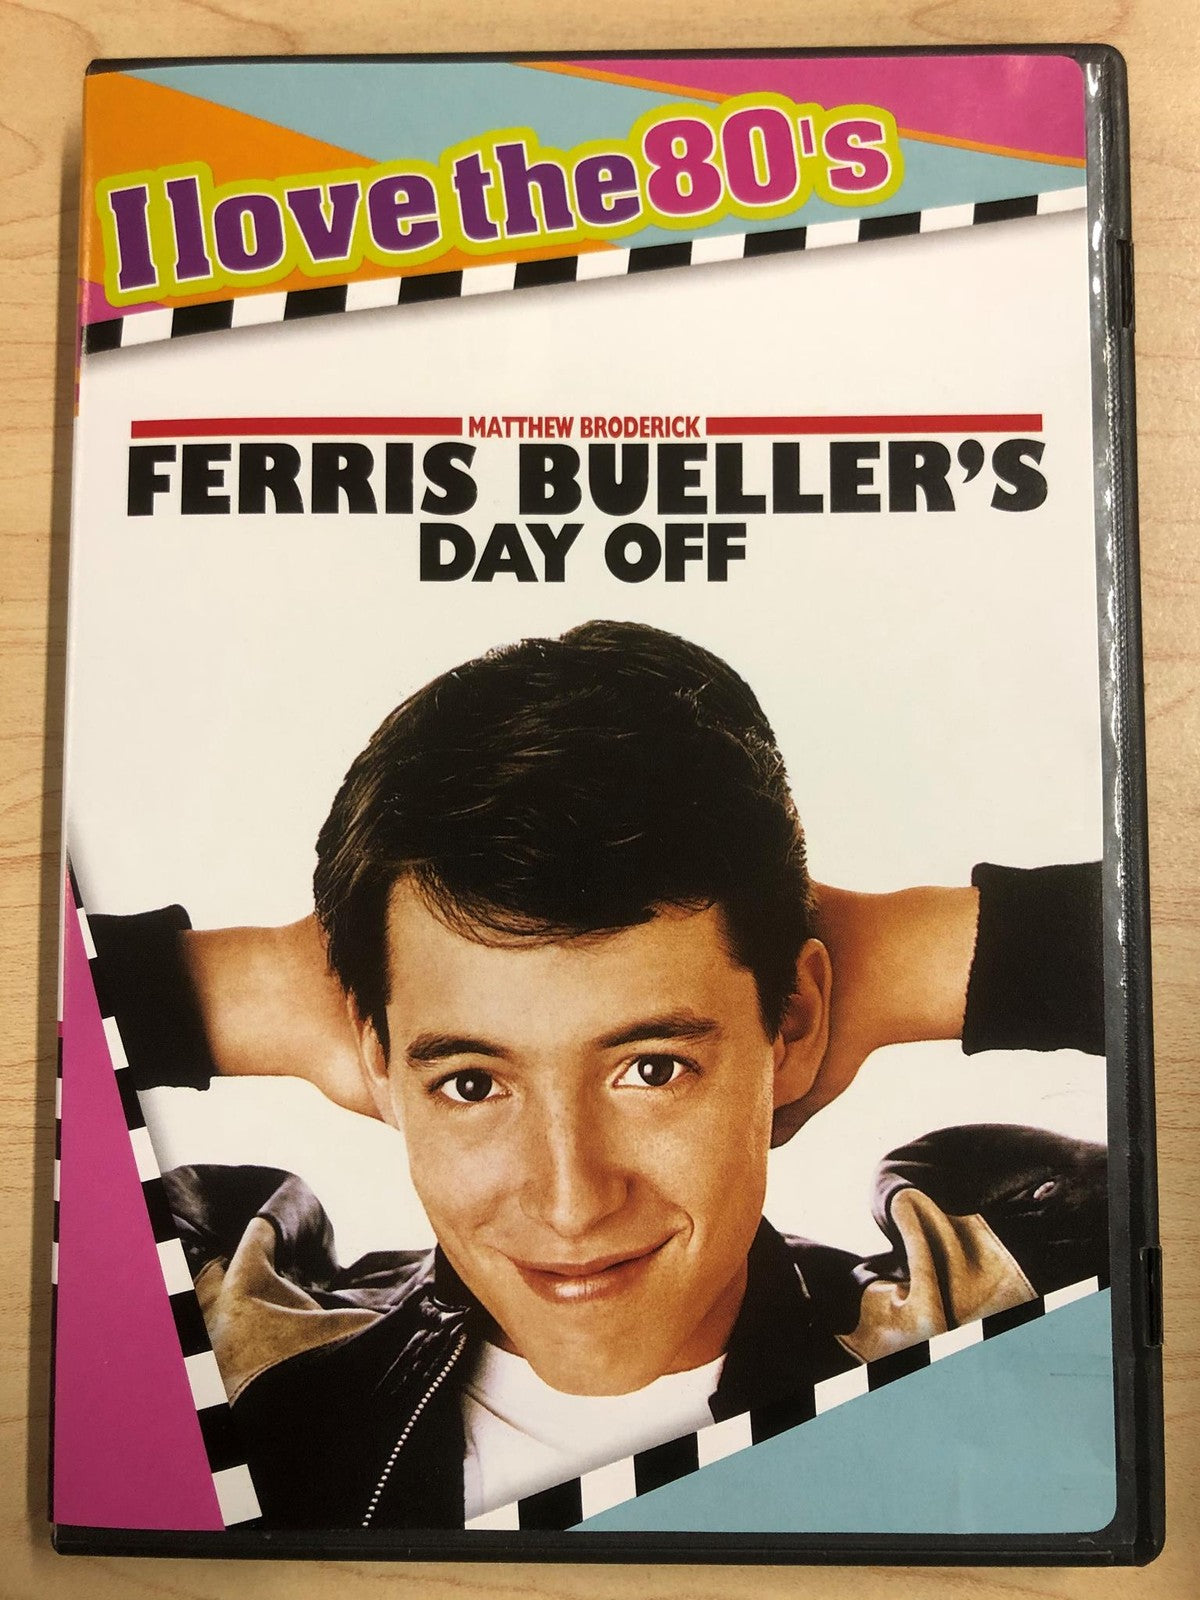 I love the 80's
MATTHEW BRODERICK
FERRIS BUELLER'S
DAY OFF